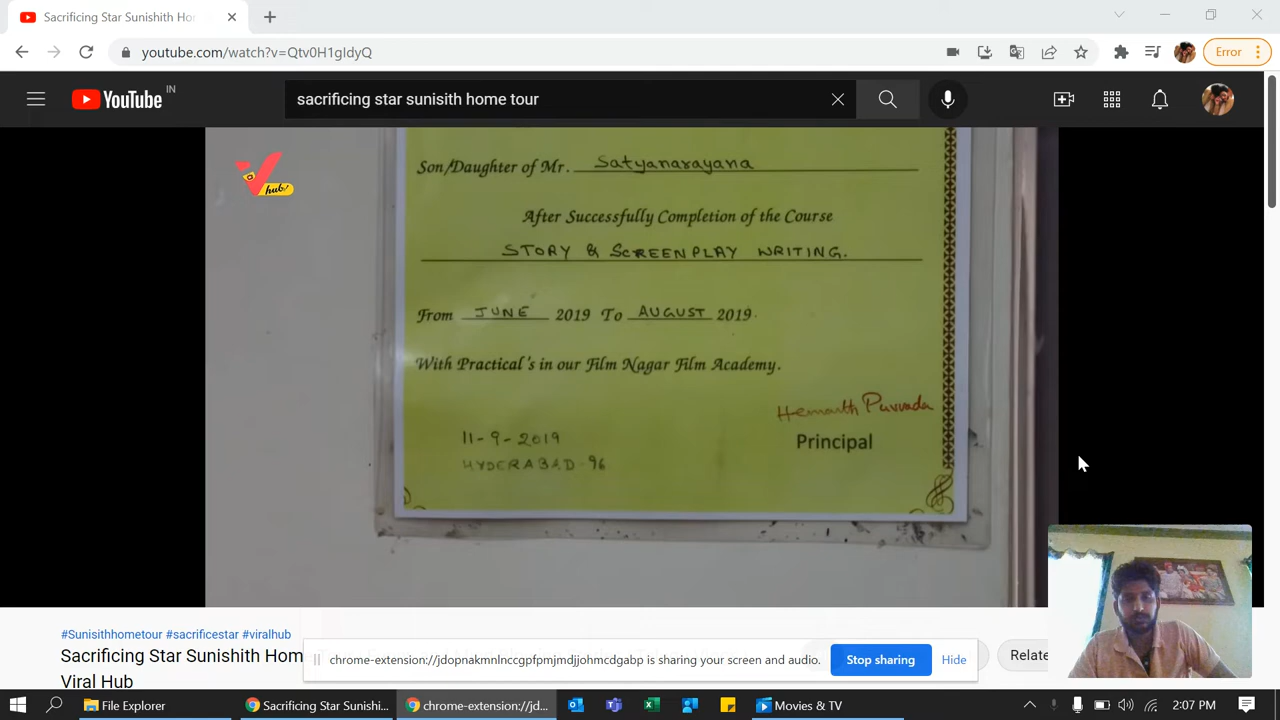 Sacrificing Star Sunishith Ho
youtube.com/watch?v=Qtv0H1gIdyQ
Error
YouTube IN
sacrificing star sunisith home tour
V hub!
Son/Daughter of Mr. Satyanarayana
After Successfully Completion of the Course
STORY & SCREENPLAY WRITING.
From JUNE 2019 To AUGUST 2019.
With Practical's in our Film Nagar Film Academy.
Hemanth Purvada
Principal
11-9-2019
HYDERABAD-96
#Sunisithhometour #sacrificestar #viralhub
Sacrificing Star Sunishith Hom
Viral Hub
chrome-extension://jdopnakmnlnccgpfpmjmdjjohmcdgabp is sharing your screen and audio.
Stop sharing
Hide
Relate
File Explorer
Sacrificing Star Sunishi...
chrome-extension://jd...
Movies & TV
2:07 PM